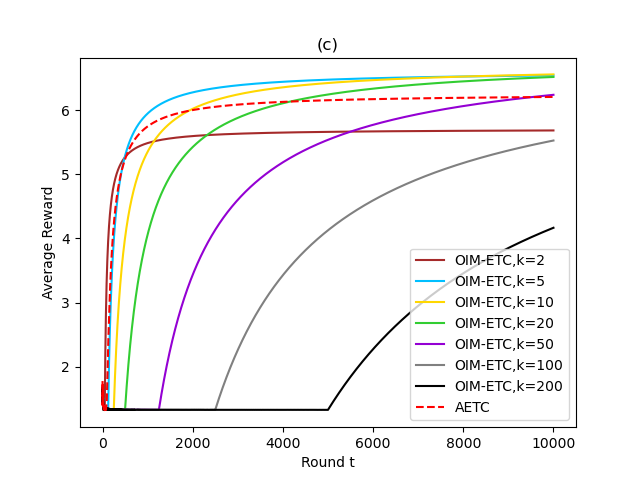 (c)
Average Reward
6
5
4
3
2
0
2000
4000
6000
8000
10000
Round t
OIM-ETC,k=2
OIM-ETC,k=5
OIM-ETC,k=10
OIM-ETC,k=20
OIM-ETC,k=50
OIM-ETC,k=100
OIM-ETC,k=200
AETC